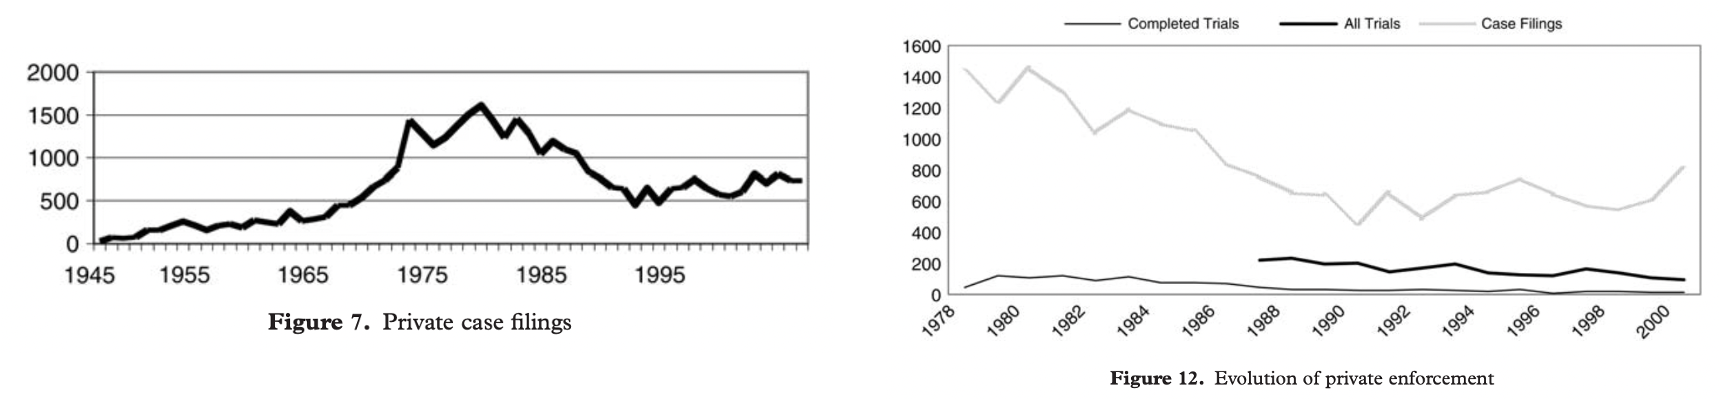 2000
1500
1000
500
0
1945 1955 1965 1975 1985 1995
Figure 7. Private case filings
Completed Trials All Trials Case Filings
1600
1400
1200
1000
800
600
400
200
0
1978 1980 1982 1984 1986 1988 1990 1992 1994 1996 1998 2000
Figure 12. Evolution of private enforcement